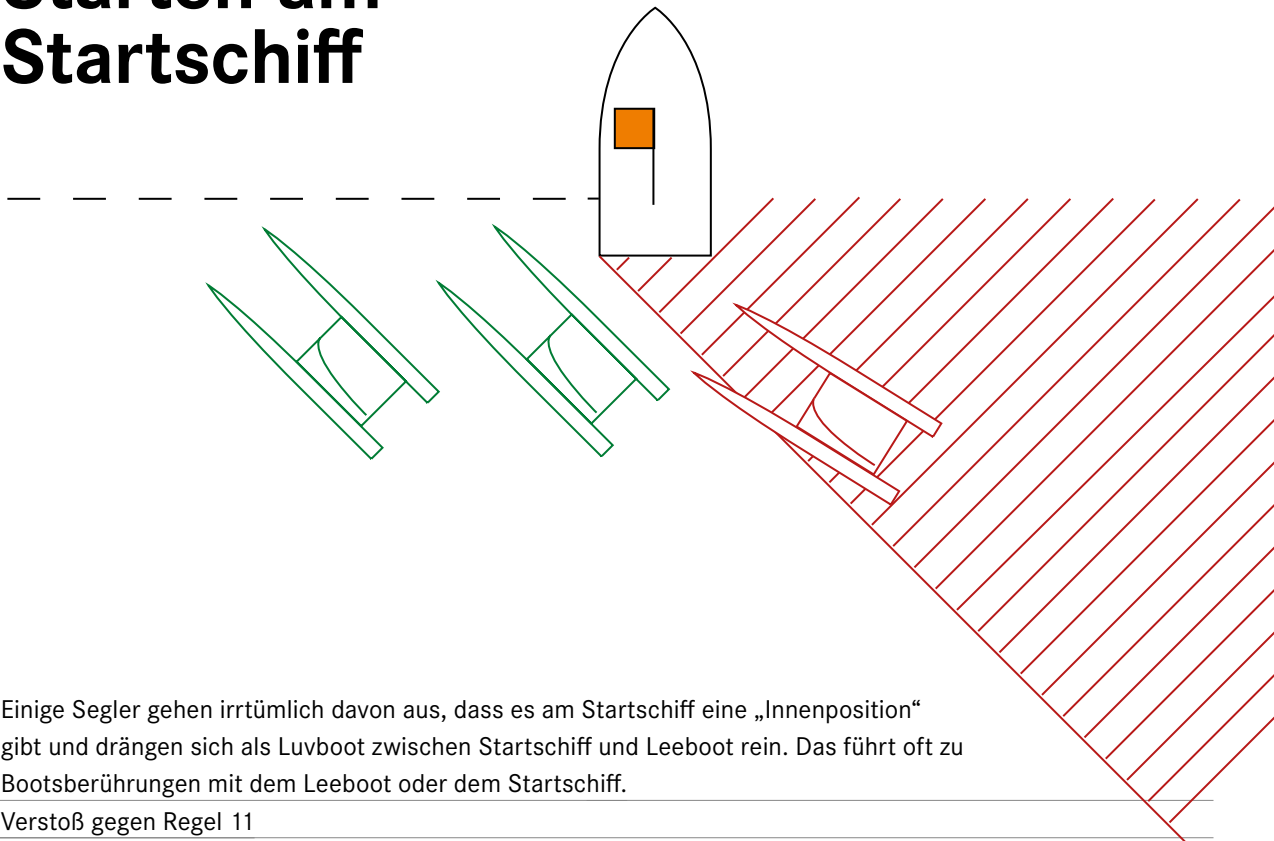 Starten am
Startschiff
Einige Segler gehen irrtümlich davon aus, dass es am Startschiff eine „Innenposition“
gibt und drängen sich als Luvboot zwischen Startschiff und Leeboot rein. Das führt oft zu
Bootsberührungen mit dem Leeboot oder dem Startschiff.
Verstoß gegen Regel 11